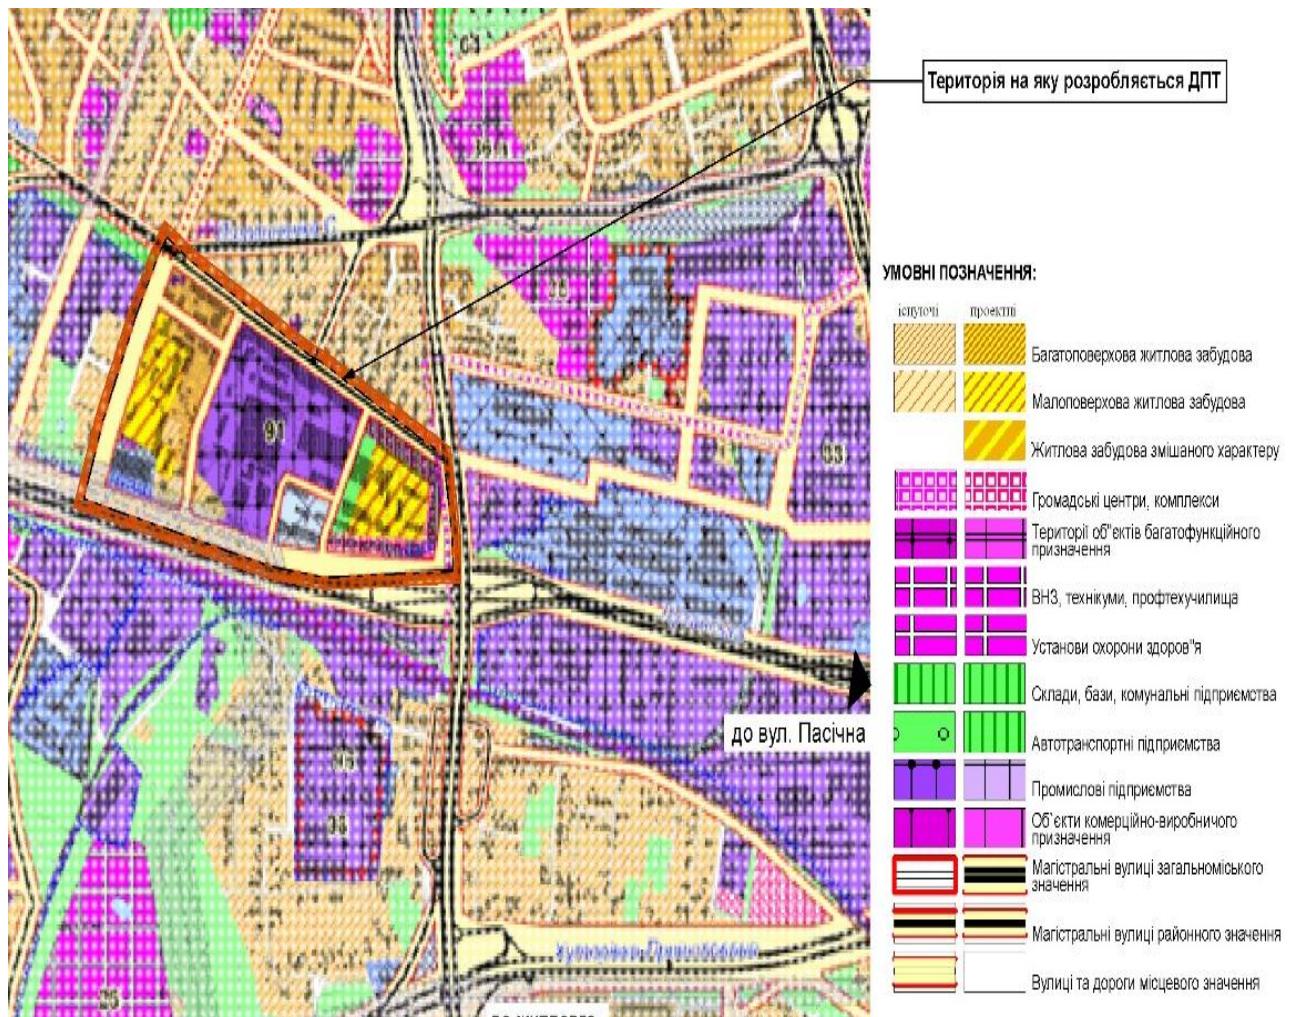 Територія на яку розробляється ДПТ
УМОВНІ ПОЗНАЧЕННЯ:
існуючі проектні
Багатоповерхова житлова забудова
Малоповерхова житлова забудова
Житлова забудова змішаного характеру
Громадські центри, комплекси
Території об"єктів багатофункційного
призначення
ВНЗ, технікуми, профтехучилища
Установи охорони здоров"я
Склади, бази, комунальні підприємства
Автотранспортні підприємства
Промислові підприємства
Об`єкти комерційно-виробничого
призначення
Магістральні вулиці загальноміського
значення
Магістральні вулиці районного значення
Вулиці та дороги місцевого значення
до вул. Пасічна
91
33
26